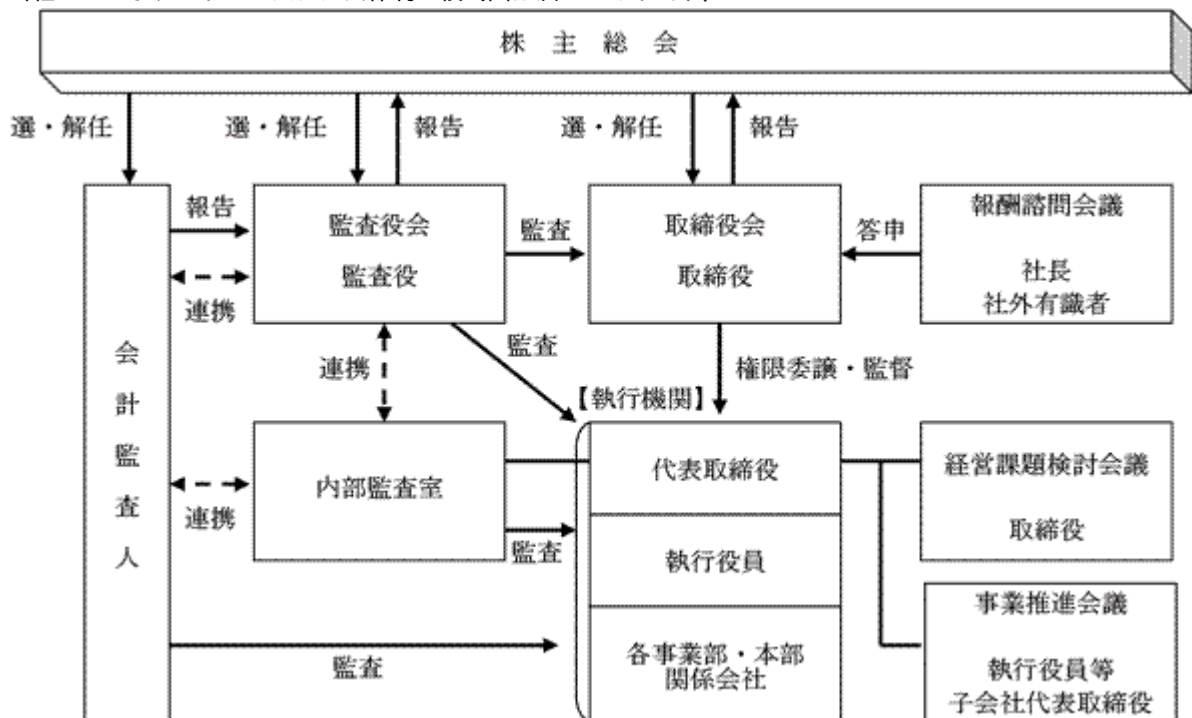 株主総会
選・解任
選・解任
報告
選・解任
報告
報告
連携
監査役会
監査役
監査
取締役会
取締役
答申
報酬諮問会議
社長
社外有識者
会計監査人
連携
監査
権限委譲・監督
【執行機関】
連携
内部監査室
監査
代表取締役
執行役員
各事業部・本部
関係会社
経営課題検討会議
取締役
事業推進会議
執行役員等
子会社代表取締役
監査